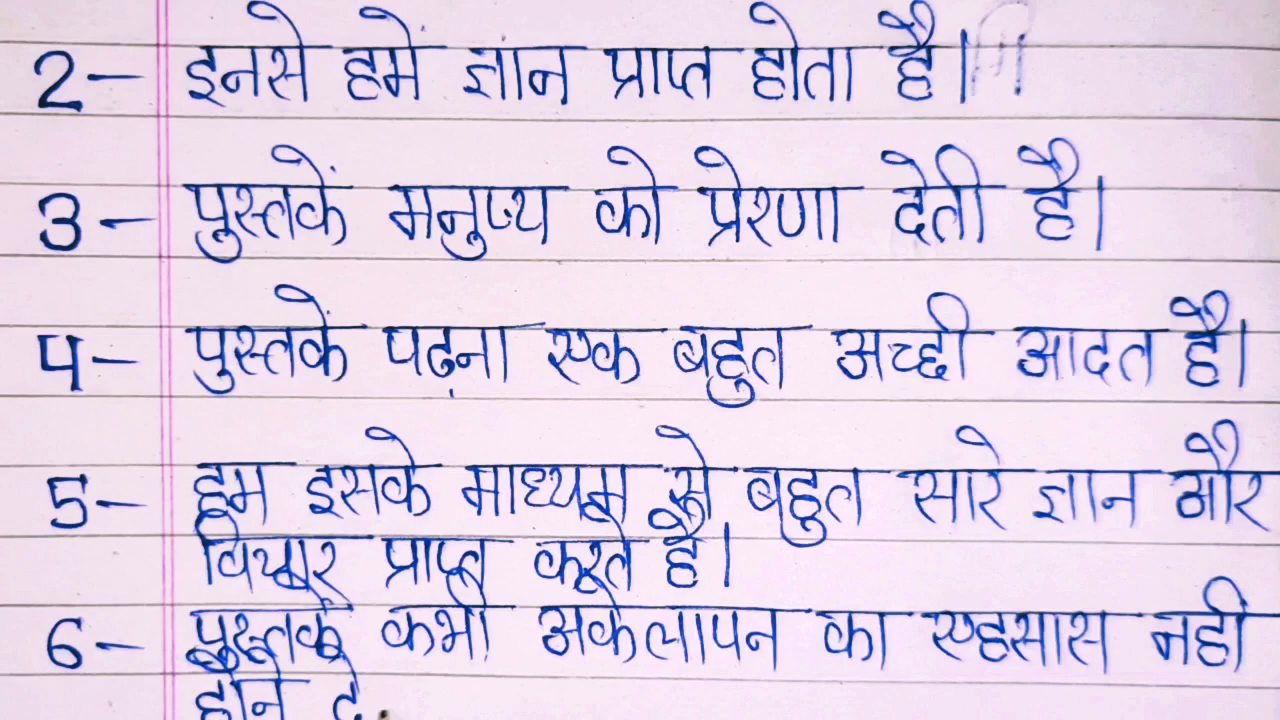 2- इनसे हमें ज्ञान प्राप्त होता है।
3- पुस्तकें मनुष्य को प्रेरणा देती है।
4- पुस्तकें पढ़ना एक बहुत अच्छी आदत है।
5- हम इसके माध्यम से बहुत सारे ज्ञान और
विचार प्राप्त करते है।
6- पुस्तकें कभी अकेलापन का एहसास नही
होने